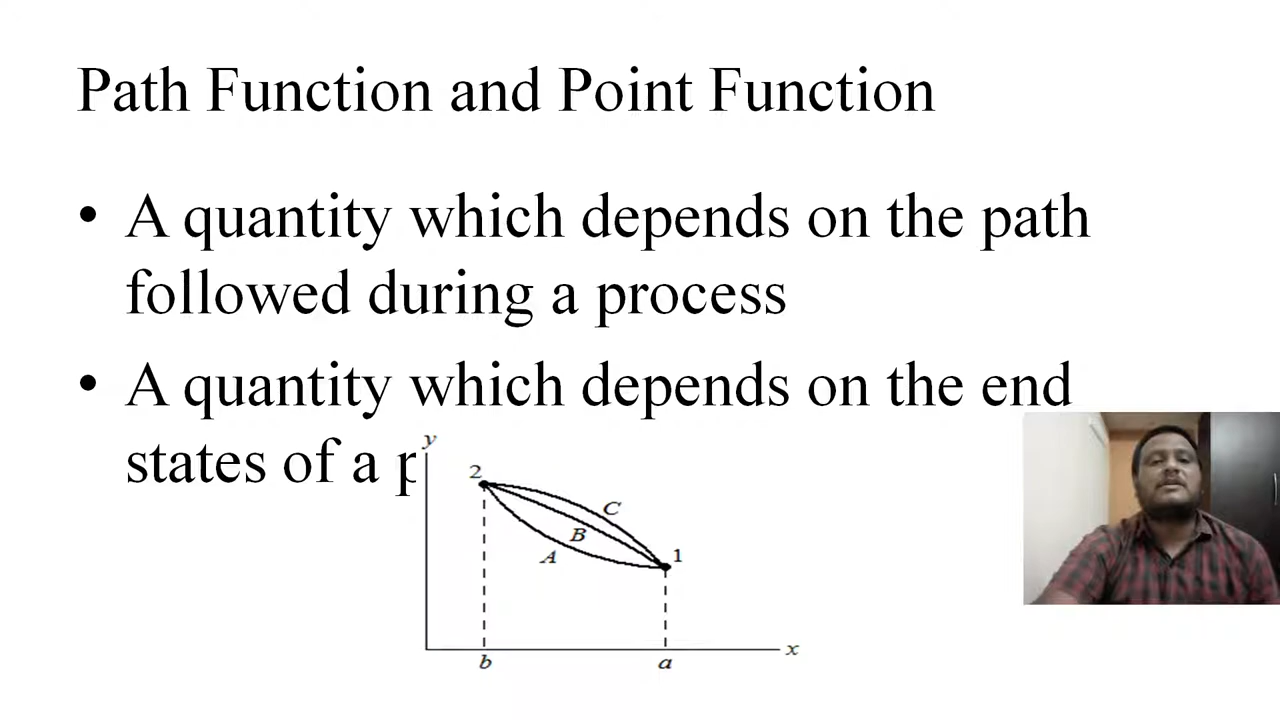 Path Function and Point Function
• A quantity which depends on the path
followed during a process
• A quantity which depends on the end
states of a
y
2
C
B
A
1
x
b
a